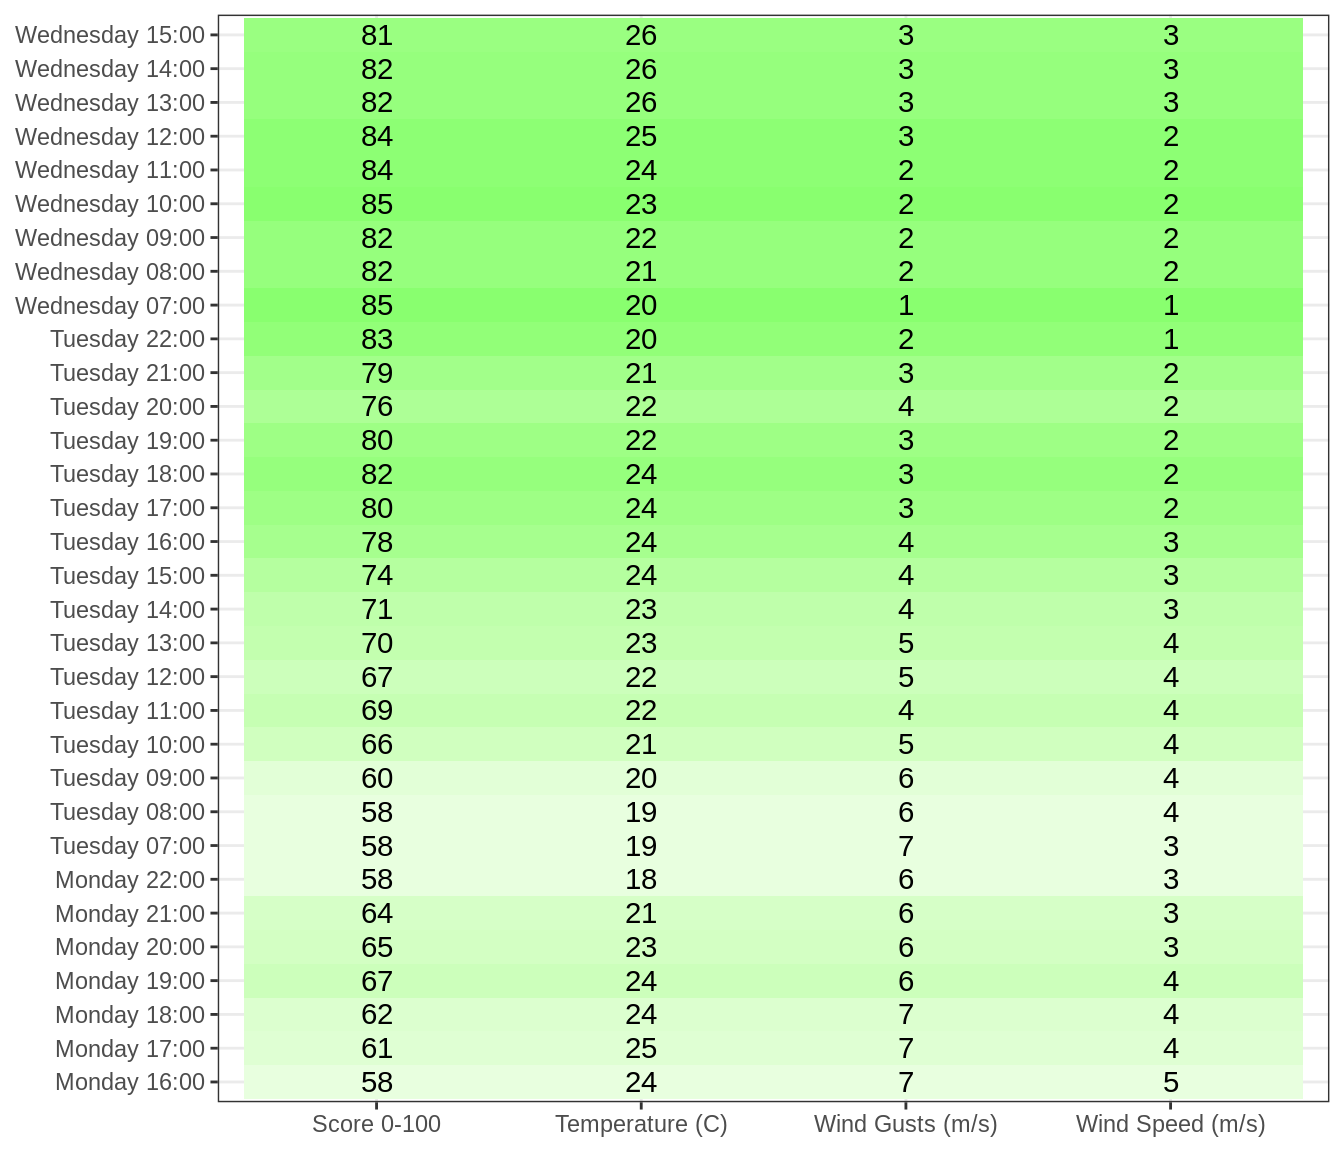 Wednesday 15:00 81 26 3 3
Wednesday 14:00 82 26 3 3
Wednesday 13:00 82 26 3 3
Wednesday 12:00 84 25 3 2
Wednesday 11:00 84 24 2 2
Wednesday 10:00 85 23 2 2
Wednesday 09:00 82 22 2 2
Wednesday 08:00 82 21 2 2
Wednesday 07:00 85 20 1 1
Tuesday 22:00 83 20 2 1
Tuesday 21:00 79 21 3 2
Tuesday 20:00 76 22 4 2
Tuesday 19:00 80 22 3 2
Tuesday 18:00 82 24 3 2
Tuesday 17:00 80 24 3 2
Tuesday 16:00 78 24 4 3
Tuesday 15:00 74 24 4 3
Tuesday 14:00 71 23 4 3
Tuesday 13:00 70 23 5 4
Tuesday 12:00 67 22 5 4
Tuesday 11:00 69 22 4 4
Tuesday 10:00 66 21 5 4
Tuesday 09:00 60 20 6 4
Tuesday 08:00 58 19 6 4
Tuesday 07:00 58 19 7 3
Monday 22:00 58 18 6 3
Monday 21:00 64 21 6 3
Monday 20:00 65 23 6 3
Monday 19:00 67 24 6 4
Monday 18:00 62 24 7 4
Monday 17:00 61 25 7 4
Monday 16:00 58 24 7 5
Score 0-100 Temperature (C) Wind Gusts (m/s) Wind Speed (m/s)